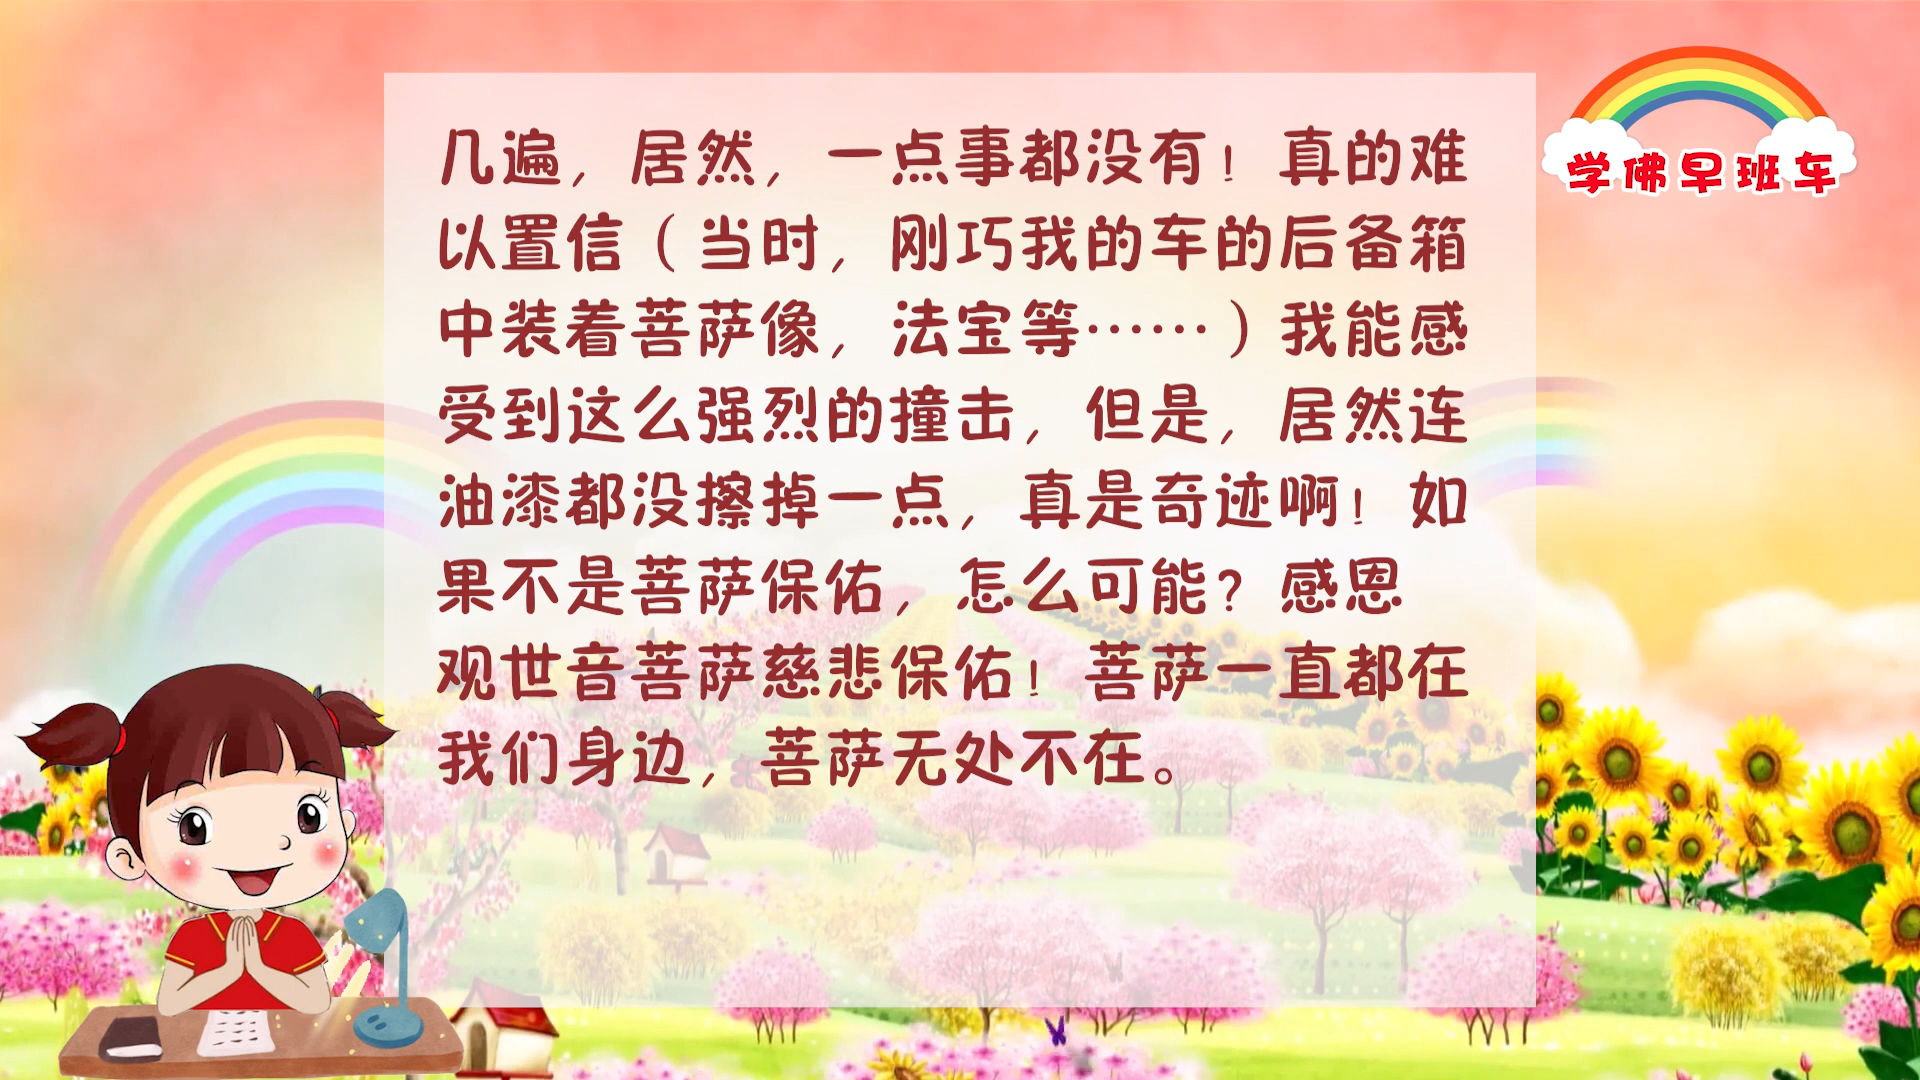 几遍，居然，一点事都没有！真的难
以置信（当时，刚巧我的车的后备箱
中装着菩萨像，法宝等……）我能感
受到这么强烈的撞击，但是，居然连
油漆都没擦掉一点，真是奇迹啊！如
果不是菩萨保佑，怎么可能？感恩
观世音菩萨慈悲保佑！菩萨一直都在
我们身边，菩萨无处不在。
学佛早班车